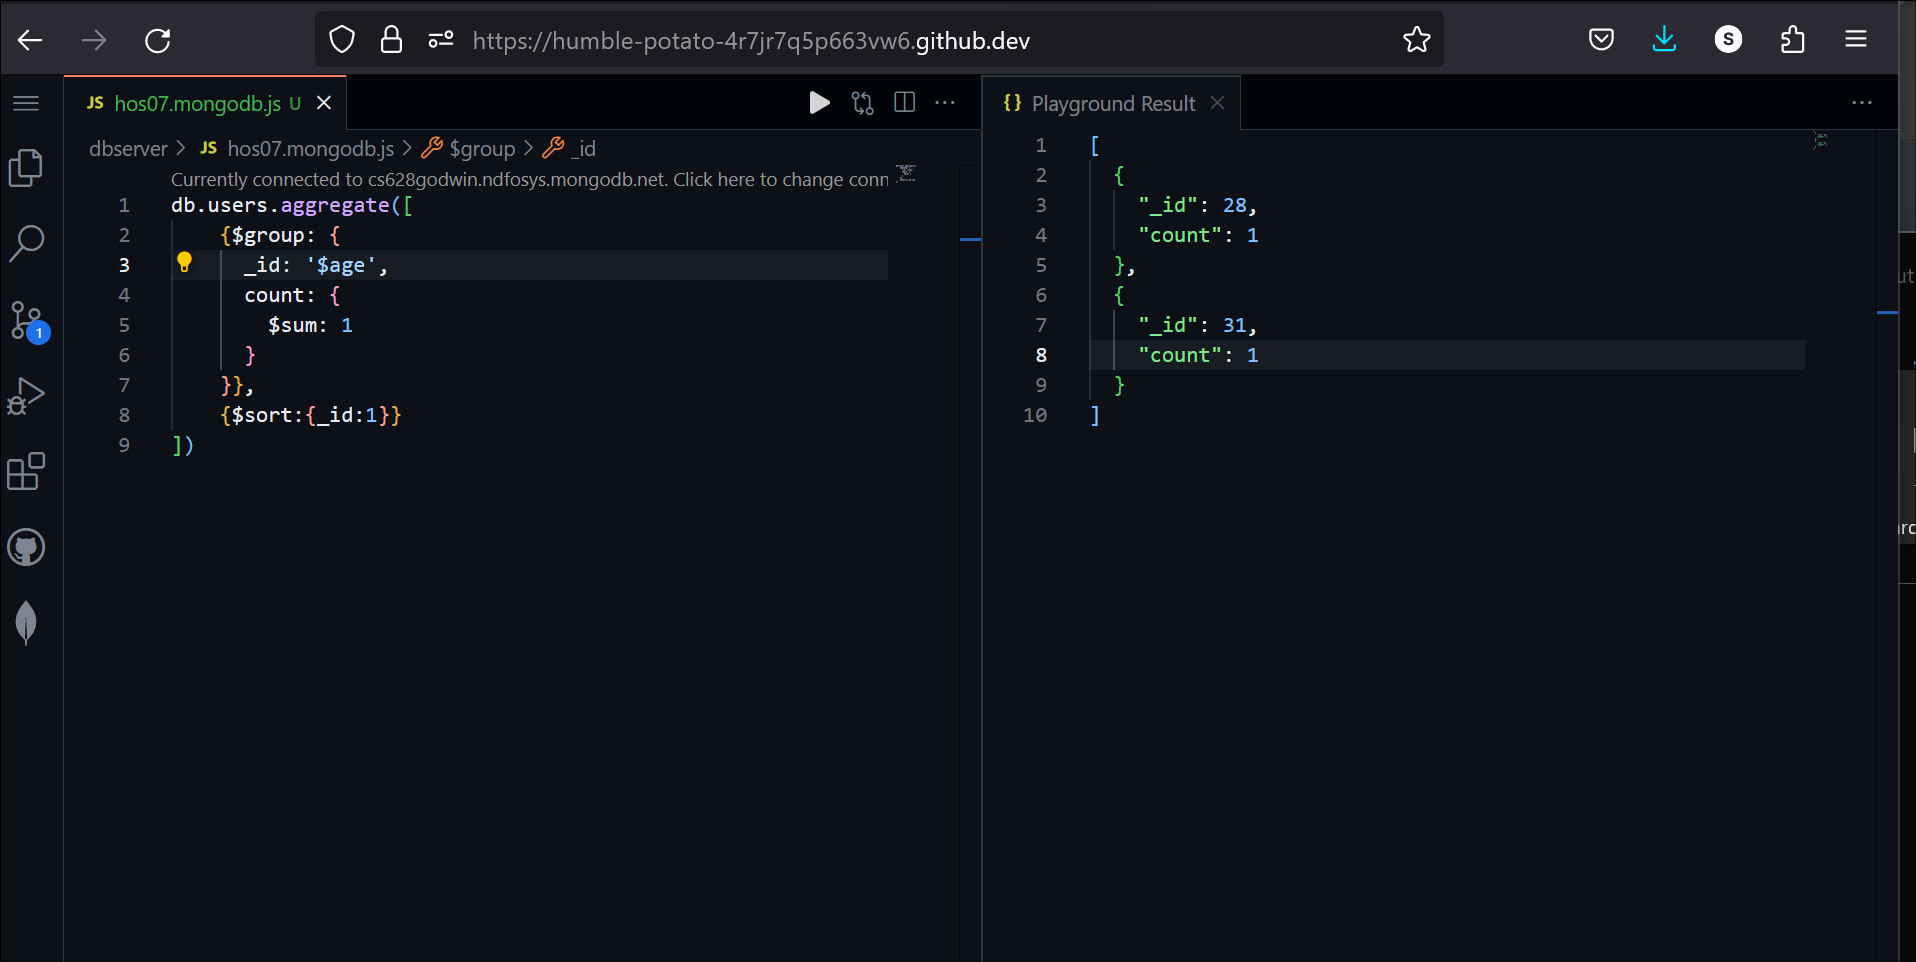 https://humble-potato-4r7jr7q5p663vw6.github.dev
S
JS hos07.mongodb.js U
dbserver > JS hos07.mongodb.js > $group > _id
Currently connected to cs628godwin.ndfosys.mongodb.net. Click here to change conn
1 db.users.aggregate([
2 {$group: {
3 _id: '$age',
4 count: {
5 $sum: 1
6 }
7 }},
8 {$sort:{_id:1}}
9 ])
1
{} Playground Result
1 [
2 {
3 "_id": 28,
4 "count": 1
5 },
6 {
7 "_id": 31,
8 "count": 1
9 }
10 ]